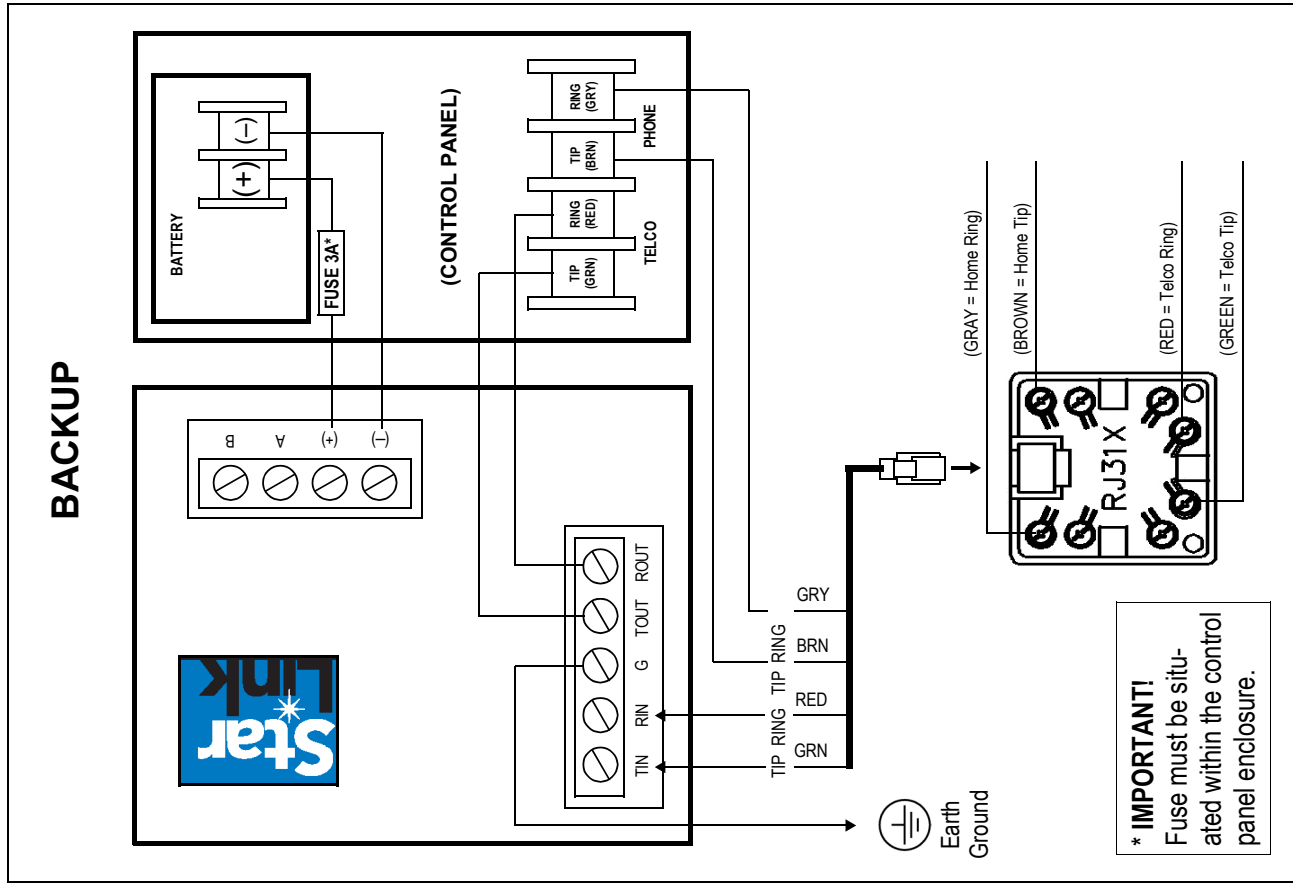 BACKUP
BATTERY
(+)
(−)
FUSE 3A*
(CONTROL PANEL)
TIP
(GRN)
RING
(RED)
TIP
(BRN)
RING
(GRY)
TELCO
PHONE
B
A
(+)
(−)
Star
Link
TIN
RIN
G
TOUT
ROUT
TIP
RING
TIP
RING
GRN
RED
BRN
GRY
Earth
Ground
RJ31X
(GRAY = Home Ring)
(BROWN = Home Tip)
(RED = Telco Ring)
(GREEN = Telco Tip)
* IMPORTANT!
Fuse must be situ-
ated within the control
panel enclosure.